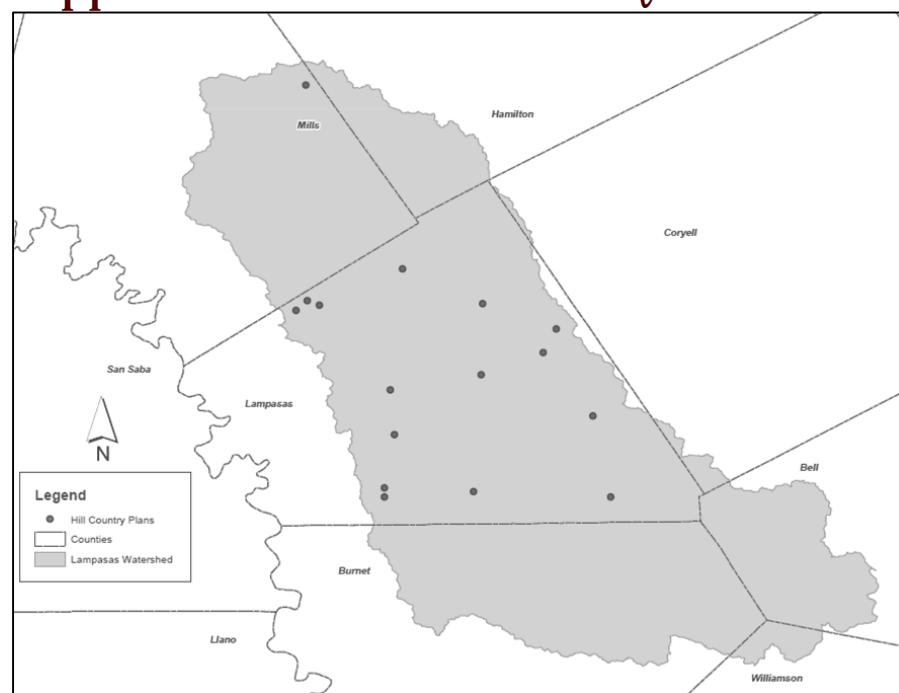 Hamilton
Mills
Coryell
San Saba
Lampasas
N
Bell
Legend
Hill Country Plans
Counties
Lampasas Watershed
Burnet
Llano
Williamson